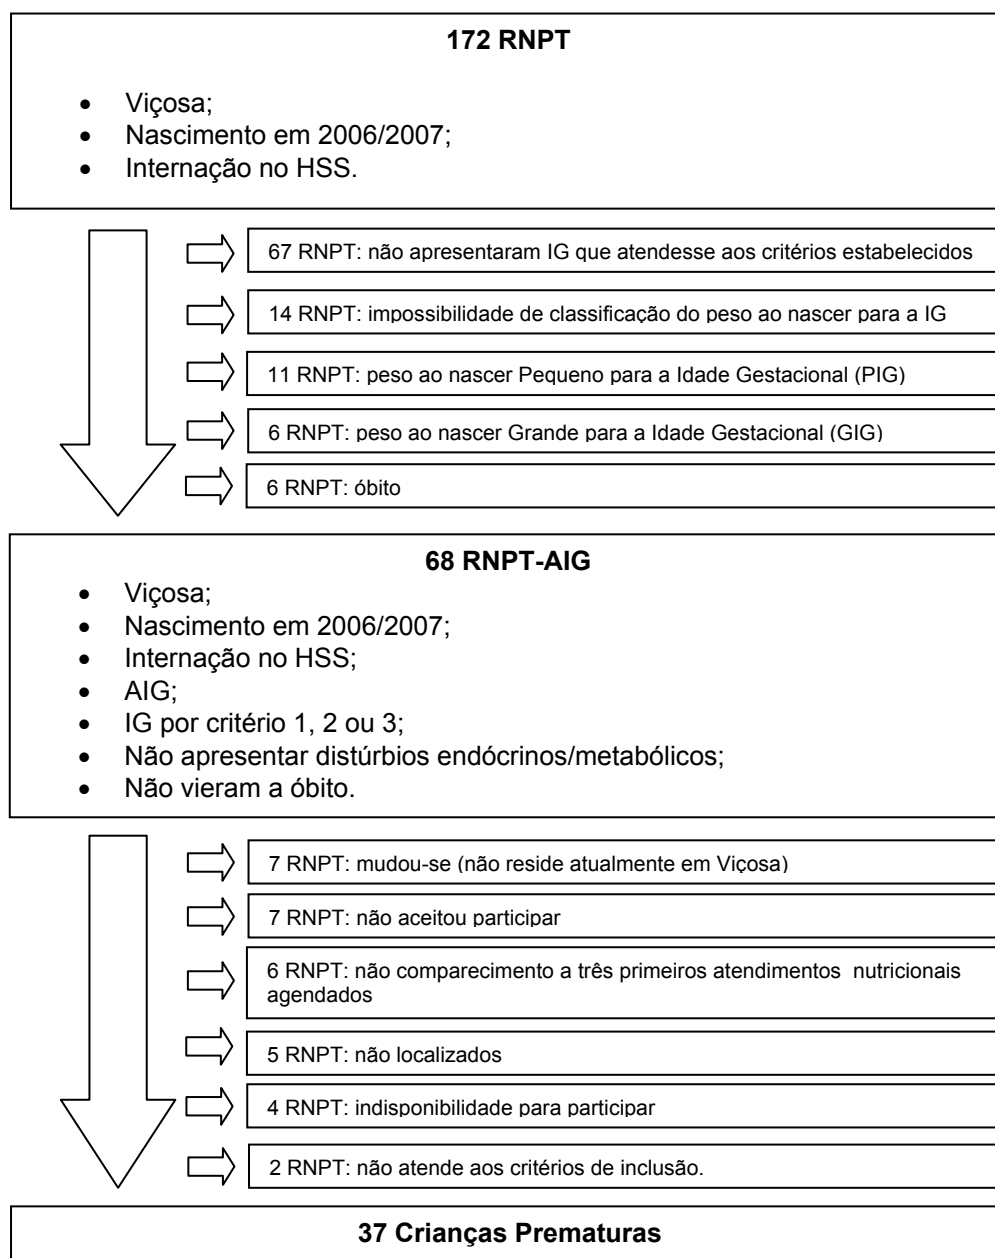 172 RNPT
• Viçosa;
• Nascimento em 2006/2007;
• Internação no HSS.
67 RNPT: não apresentaram IG que atendesse aos critérios estabelecidos
14 RNPT: impossibilidade de classificação do peso ao nascer para a IG
11 RNPT: peso ao nascer Pequeno para a Idade Gestacional (PIG)
6 RNPT: peso ao nascer Grande para a Idade Gestacional (GIG)
6 RNPT: óbito
68 RNPT-AIG
• Viçosa;
• Nascimento em 2006/2007;
• Internação no HSS;
• AIG;
• IG por critério 1, 2 ou 3;
• Não apresentar distúrbios endócrinos/metabólicos;
• Não vieram a óbito.
7 RNPT: mudou-se (não reside atualmente em Viçosa)
7 RNPT: não aceitou participar
6 RNPT: não comparecimento a três primeiros atendimentos nutricionais
agendados
5 RNPT: não localizados
4 RNPT: indisponibilidade para participar
2 RNPT: não atende aos critérios de inclusão.
37 Crianças Prematuras